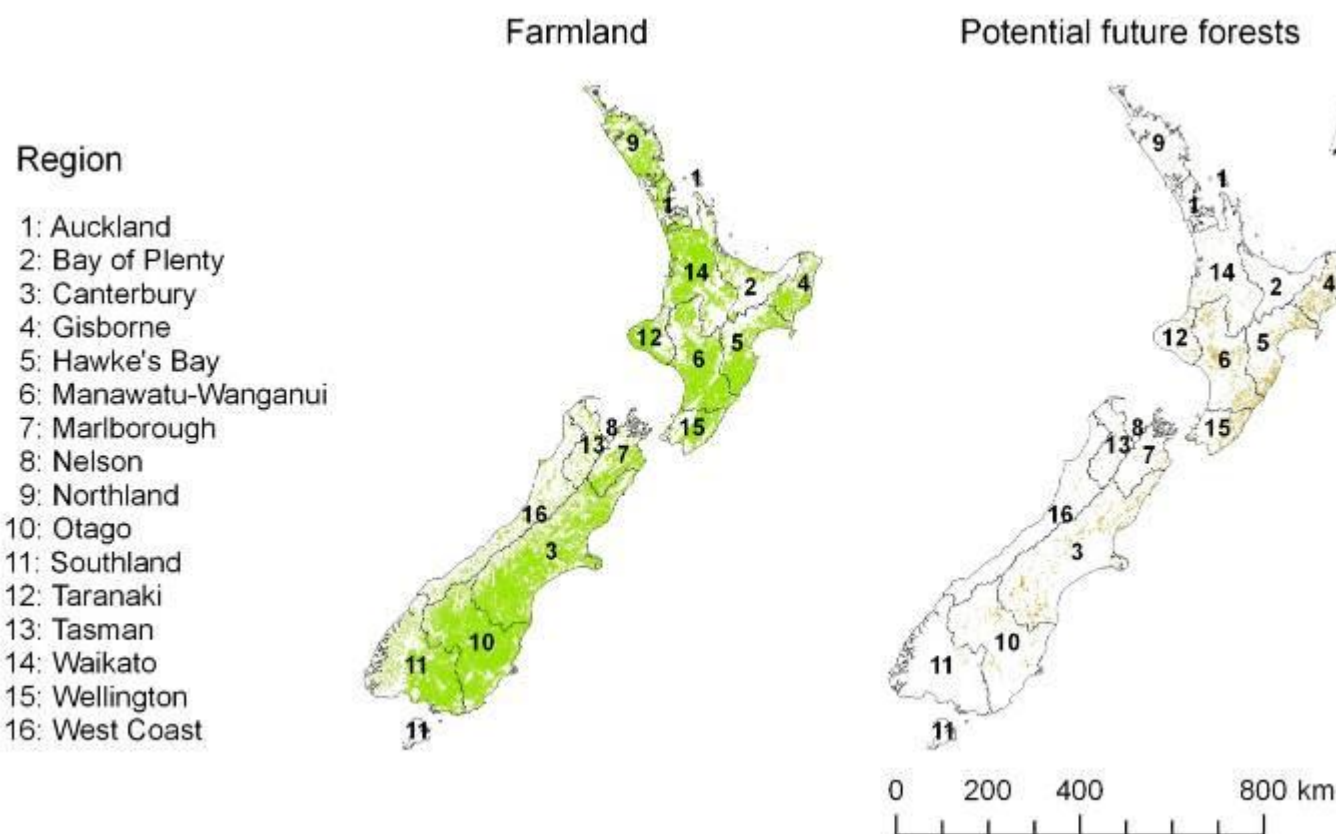 Farmland
Potential future forests
Region
1: Auckland
2: Bay of Plenty
3: Canterbury
4: Gisborne
5: Hawke's Bay
6: Manawatu-Wanganui
7: Marlborough
8: Nelson
9: Northland
10: Otago
11: Southland
12: Taranaki
13: Tasman
14: Waikato
15: Wellington
16: West Coast
9
1
1
14
2
4
12
5
6
15
8
13
7
16
3
10
11
11
9
1
1
14
2
4
12
5
6
15
8
13
7
16
3
10
11
11
0 200 400 800 km